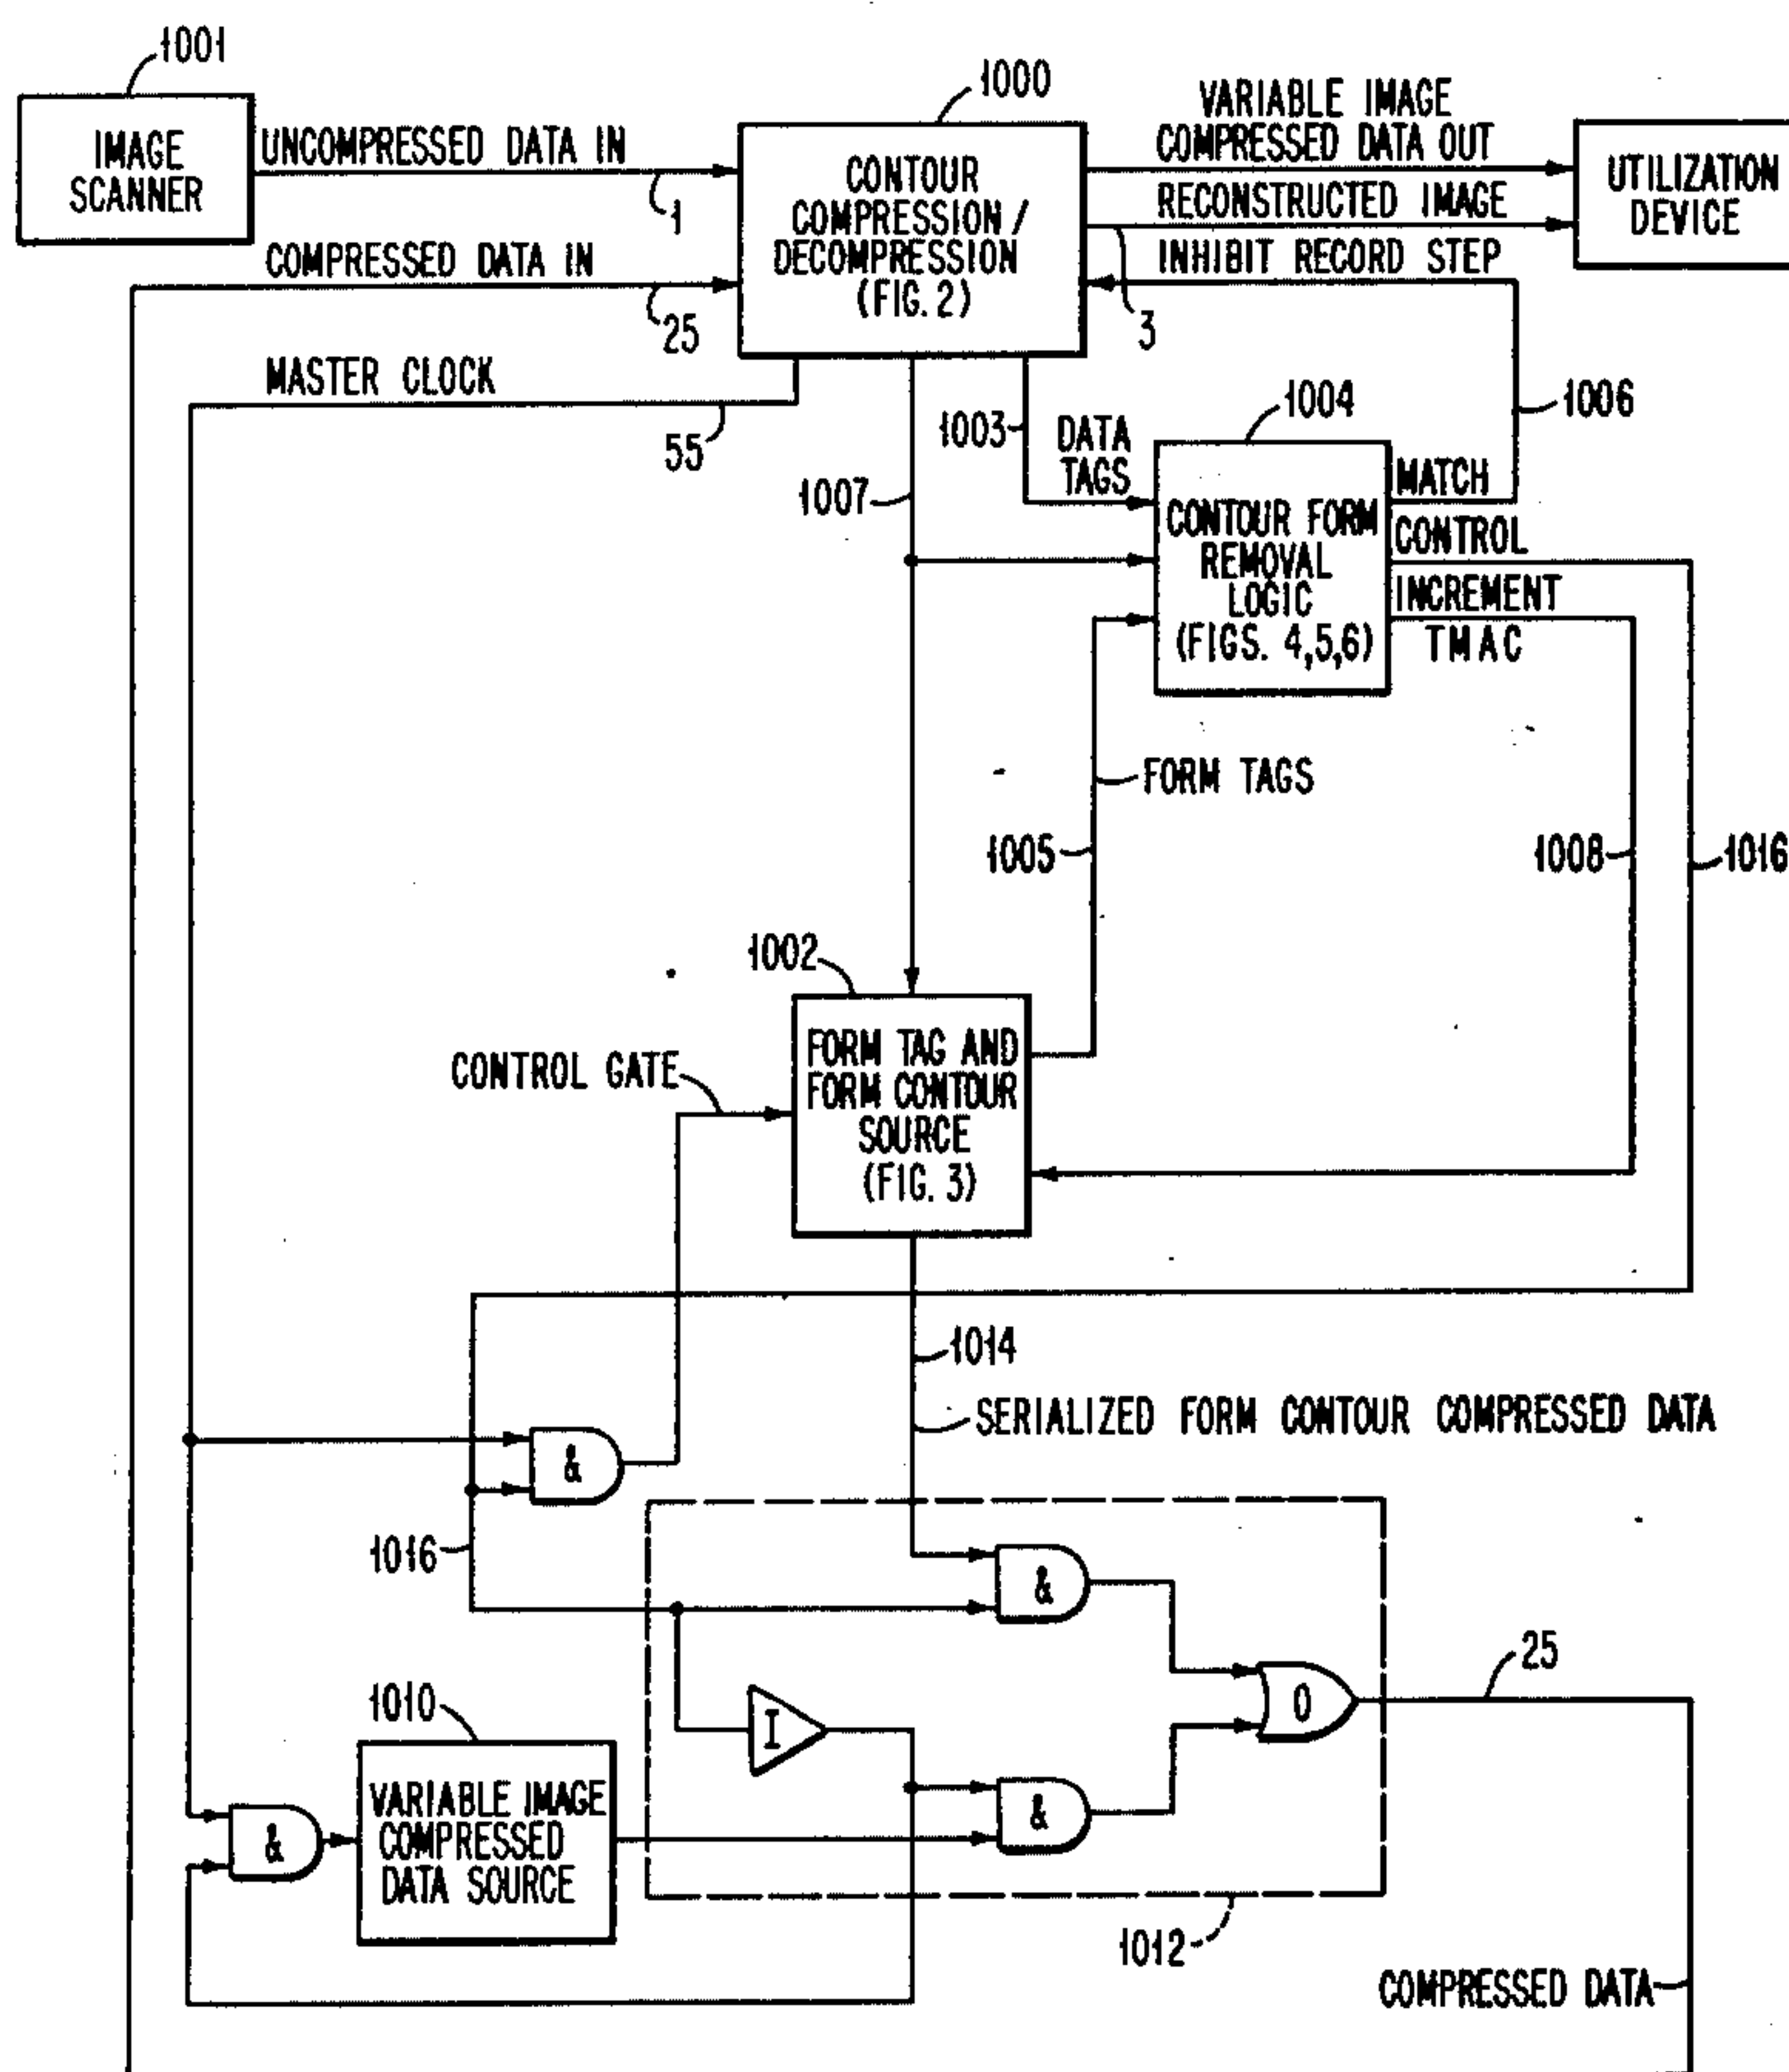 1001
IMAGE
SCANNER
UNCOMPRESSED DATA IN
1
COMPRESSED DATA IN
25
MASTER CLOCK
55
1000
CONTOUR
COMPRESSION /
DECOMPRESSION
(FIG. 2)
VARIABLE IMAGE
COMPRESSED DATA OUT
RECONSTRUCTED IMAGE
INHIBIT RECORD STEP
3
UTILIZATION
DEVICE
1003
DATA
TAGS
1007
1004
CONTOUR FORM
REMOVAL
LOGIC
(FIGS. 4,5,6)
MATCH
CONTROL
INCREMENT
TMAC
1006
FORM TAGS
1005
1008
1016
1002
FORM TAG AND
FORM CONTOUR
SOURCE
(FIG. 3)
CONTROL GATE
1014
SERIALIZED FORM CONTOUR COMPRESSED DATA
&
1016
&
I
&
O
25
1010
VARIABLE IMAGE
COMPRESSED
DATA SOURCE
&
1012
COMPRESSED DATA